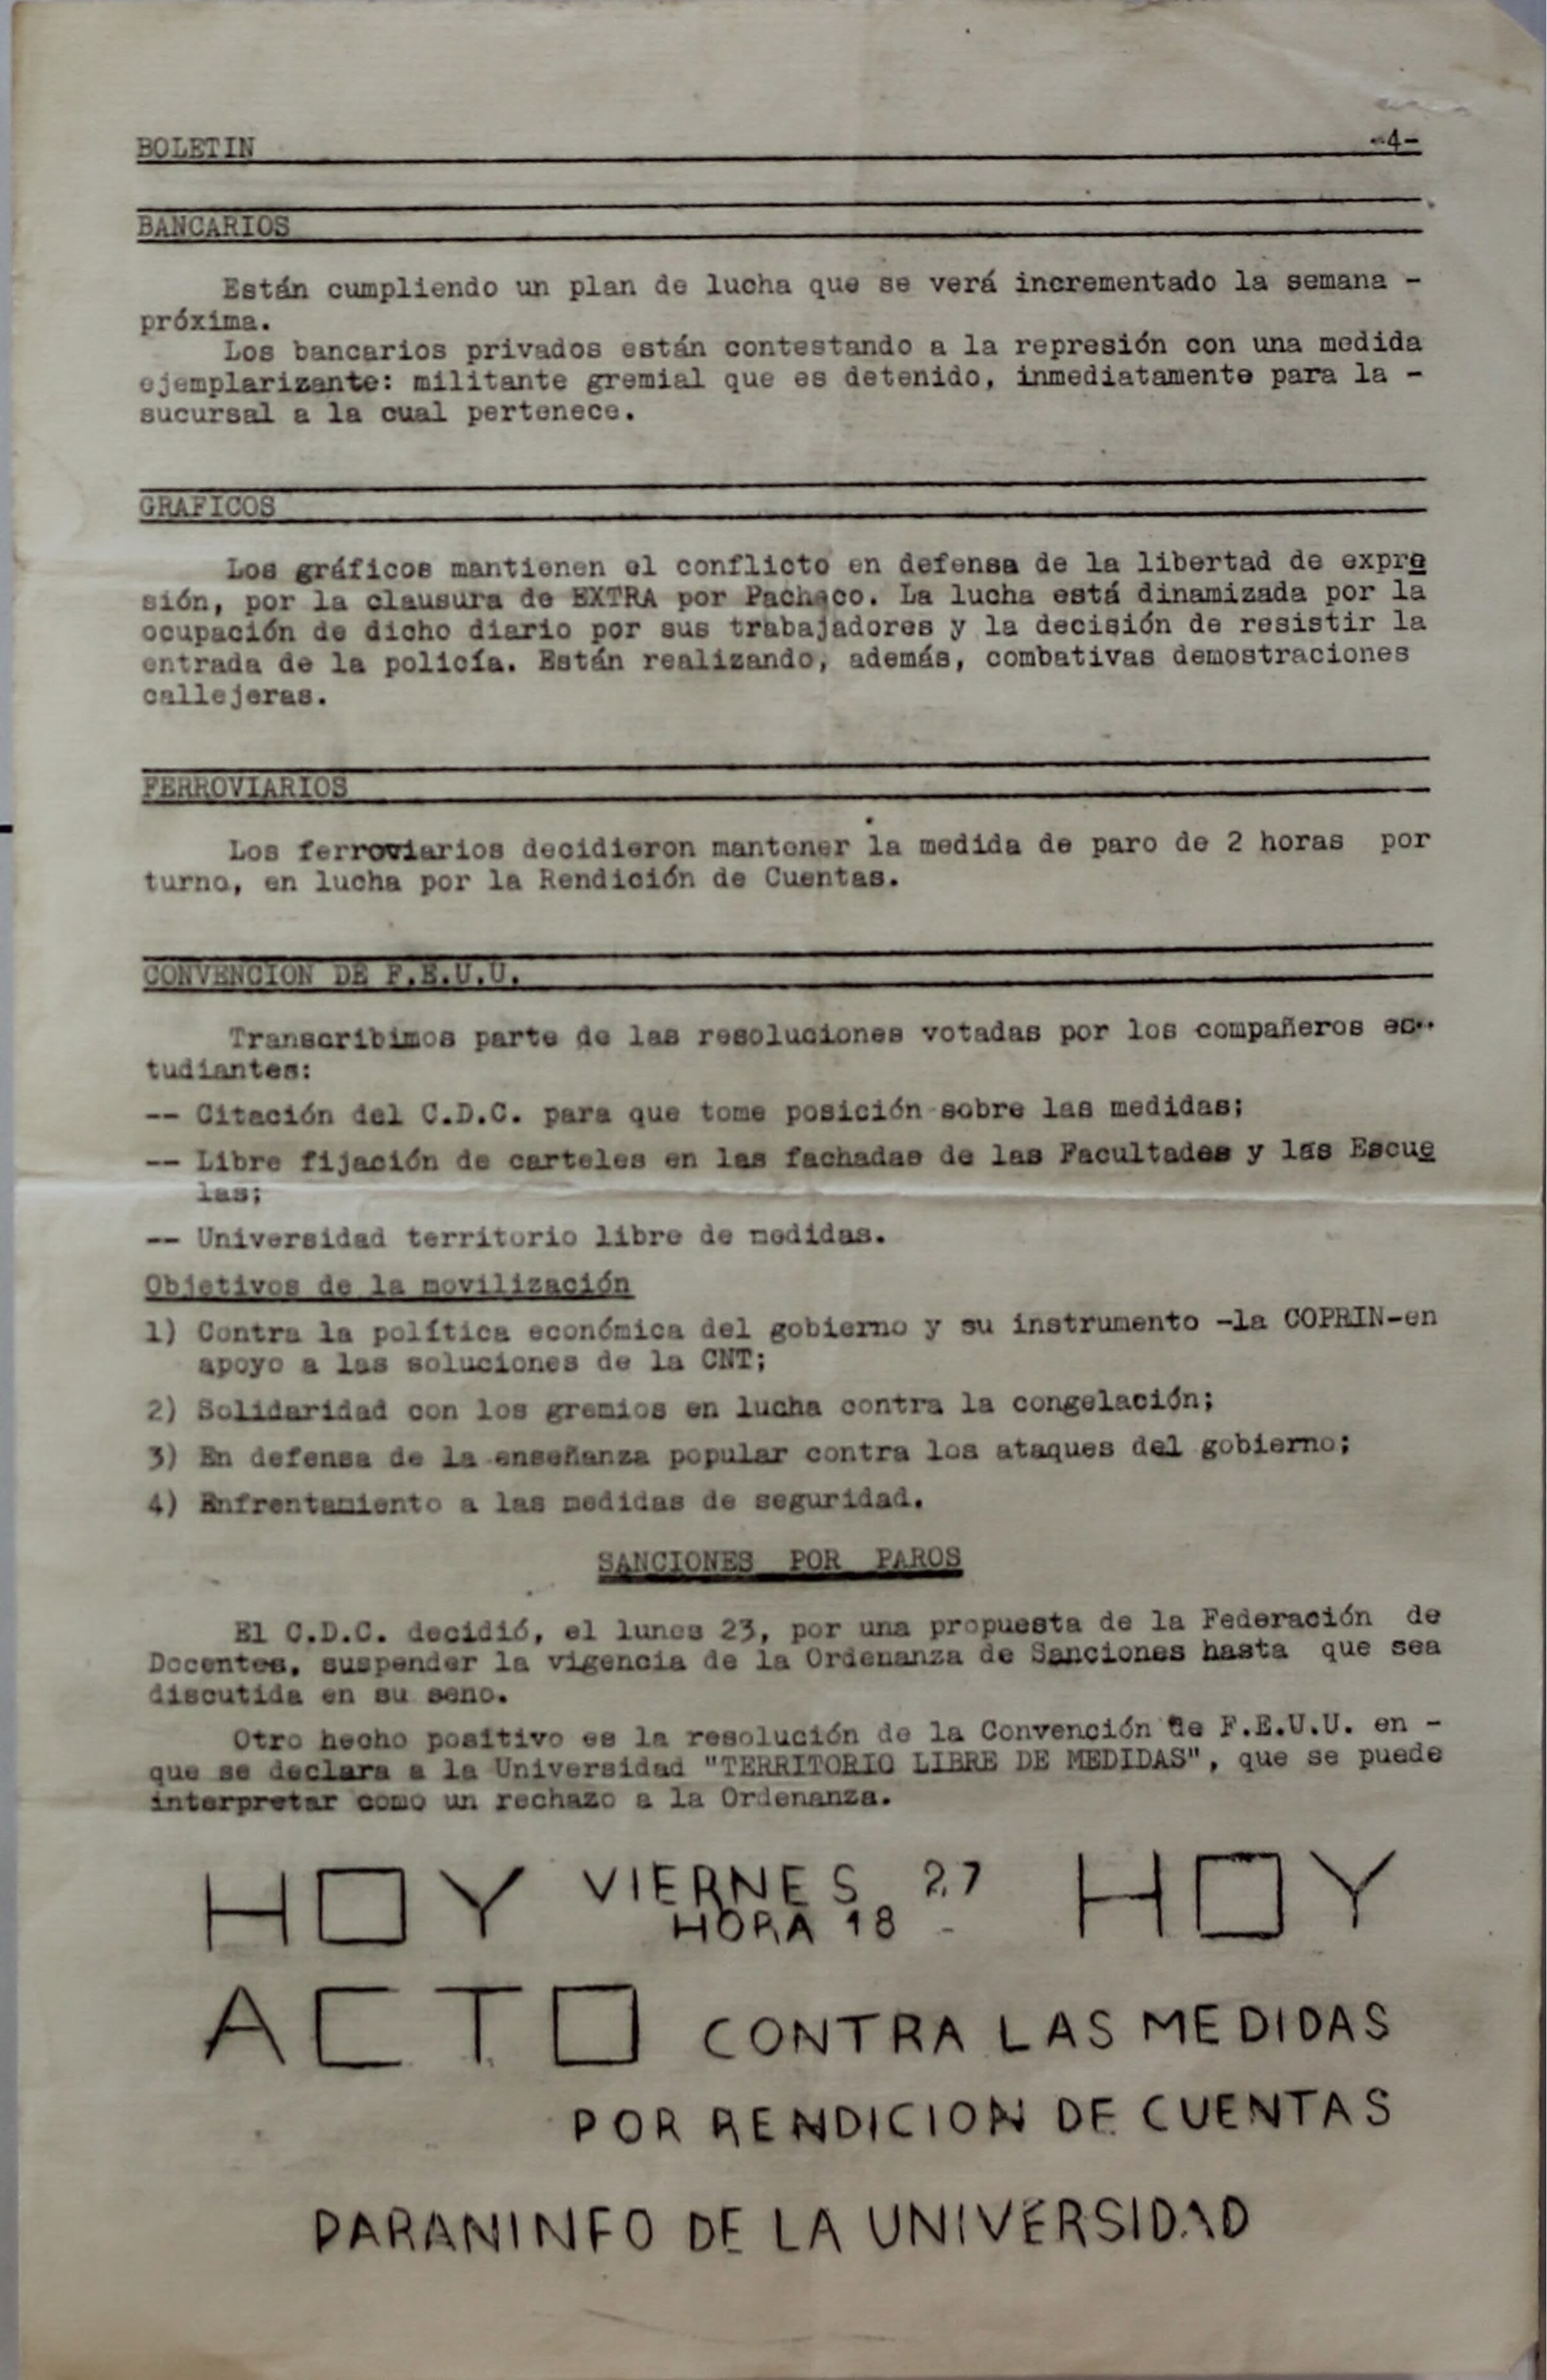 BOLETIN -4-
BANCARIOS
Están cumpliendo un plan de lucha que se verá incrementado la semana -
próxima.
Los bancarios privados están contestando a la represión con una medida
ejemplarizante: militante gremial que es detenido, inmediatamente para la -
sucursal a la cual pertenece.
GRAFICOS
Los gráficos mantienen el conflicto en defensa de la libertad de expre
sión, por la clausura de EXTRA por Pacheco. La lucha está dinamizada por la
ocupación de dicho diario por sus trabajadores y la decisión de resistir la
entrada de la policía. Están realizando, además, combativas demostraciones
callejeras.
FERROVIARIOS
Los ferroviarios decidieron mantener la medida de paro de 2 horas por
turno, en lucha por la Rendición de Cuentas.
CONVENCION DE F.E.U.U.
Transcribimos parte de las resoluciones votadas por los compañeros es-
tudiantes:
-- Citación del C.D.C. para que tome posición sobre las medidas;
-- Libre fijación de carteles en las fachadas de las Facultades y las Escue
las;
-- Universidad territorio libre de medidas.
Objetivos de la movilización
1) Contra la política económica del gobierno y su instrumento -la COPRIN-en
apoyo a las soluciones de la CNT;
2) Solidaridad con los gremios en lucha contra la congelación;
3) En defensa de la enseñanza popular contra los ataques del gobierno;
4) Enfrentamiento a las medidas de seguridad.
SANCIONES POR PAROS
El C.D.C. decidió, el lunes 23, por una propuesta de la Federación de
Docentes, suspender la vigencia de la Ordenanza de Sanciones hasta que sea
discutida en su seno.
Otro hecho positivo es la resolución de la Convención de F.E.U.U. en -
que se declara a la Universidad "TERRITORIO LIBRE DE MEDIDAS", que se puede
interpretar como un rechazo a la Ordenanza.
HOY VIERNES 27 HOY
HORA 18
ACTO CONTRA LAS MEDIDAS
POR RENDICION DE CUENTAS
PARANINFO DE LA UNIVERSIDAD